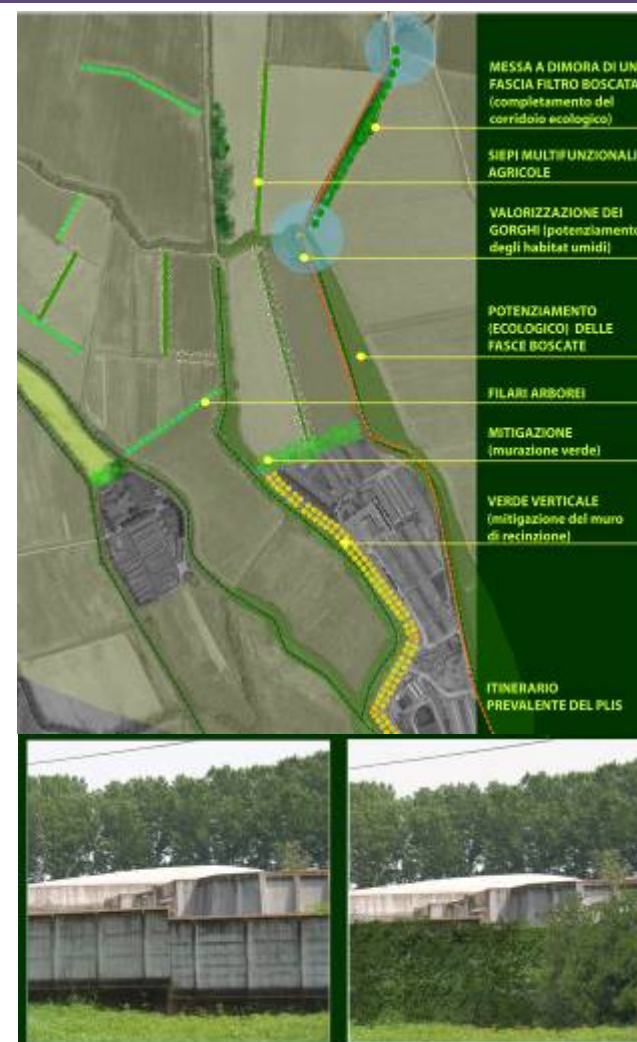 MESSA A DIMORA DI UN
FASCIA FILTRO BOSCATA
(completamento del
corridoio ecologico)
SIEPI MULTIFUNZIONALI
AGRICOLE
VALORIZZAZIONE DEI
GORGHI (potenziamento
degli habitat umidi)
POTENZIAMENTO
(ECOLOGICO) DELLE
FASCE BOSCATE
FILARI ARBOREI
MITIGAZIONE
(murazione verde)
VERDE VERTICALE
(mitigazione del muro
di recinzione)
ITINERARIO
PREVALENTE DEL PLIS